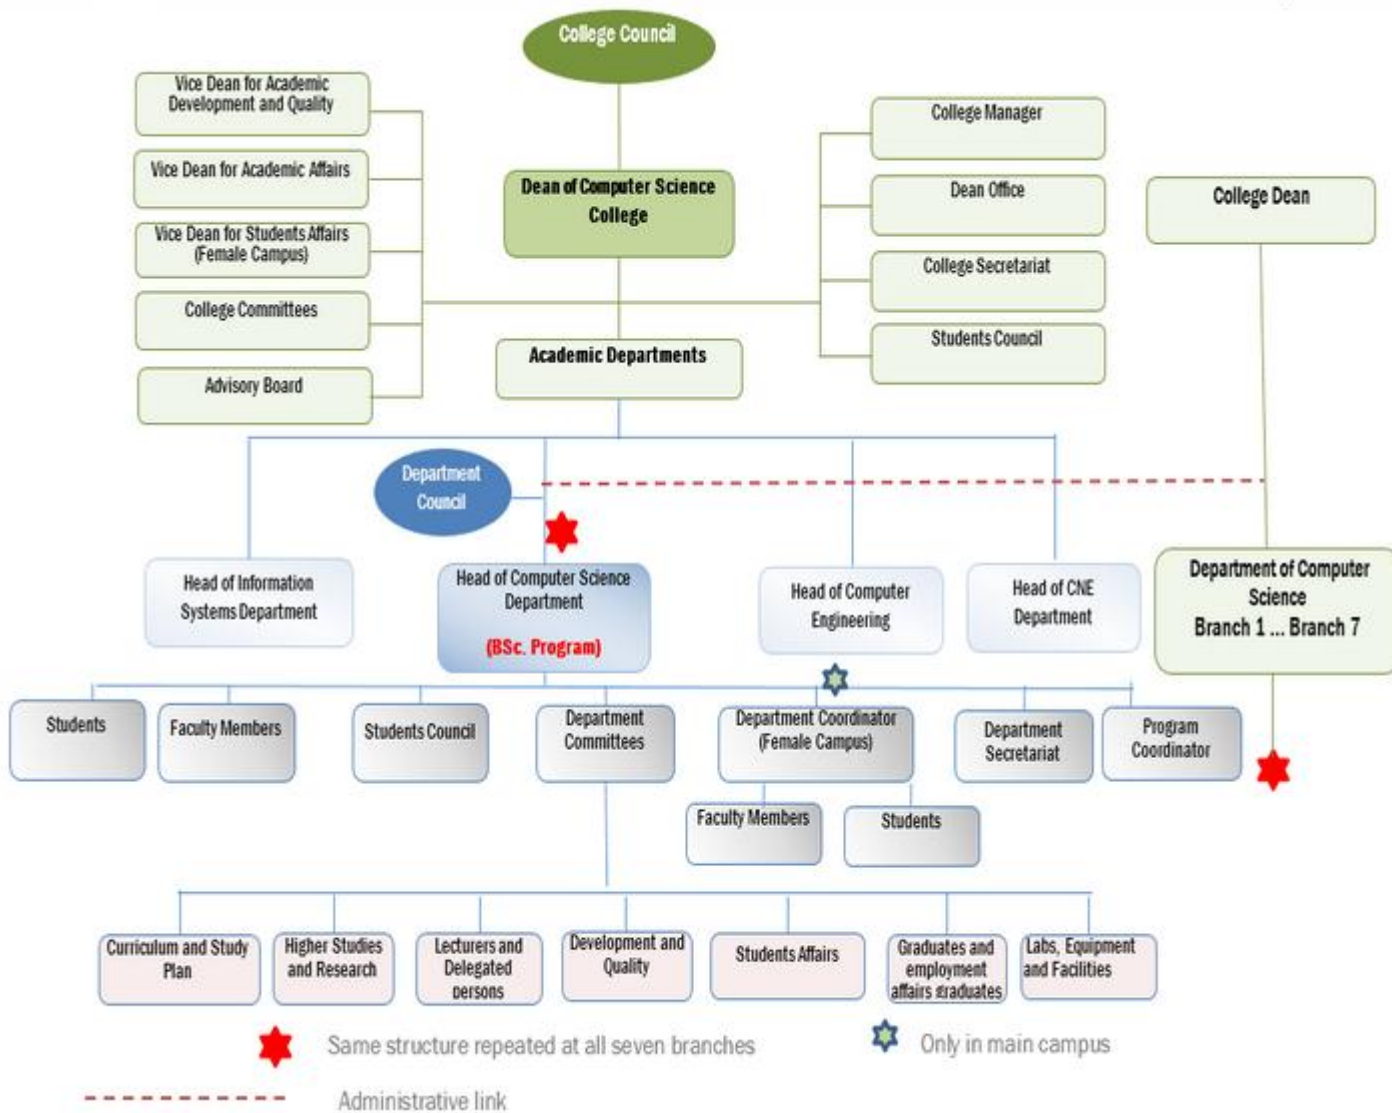 College Council
Vice Dean for Academic
Development and Quality
Vice Dean for Academic Affairs
Vice Dean for Students Affairs
(Female Campus)
College Committees
Advisory Board
Dean of Computer Science
College
College Manager
Dean Office
College Secretariat
Students Council
College Dean
Academic Departments
Department
Council
Head of Information
Systems Department
Head of Computer Science
Department
(BSc. Program)
Head of Computer
Engineering
Head of CNE
Department
Department of Computer
Science
Branch 1 ... Branch 7
Students
Faculty Members
Students Council
Department
Committees
Department Coordinator
(Female Campus)
Department
Secretariat
Program
Coordinator
Faculty Members
Students
Curriculum and Study
Plan
Higher Studies
and Research
Lecturers and
Delegated
persons
Development and
Quality
Students Affairs
Graduates and
employment
affairs graduates
Labs, Equipment
and Facilities
Same structure repeated at all seven branches
Only in main campus
Administrative link